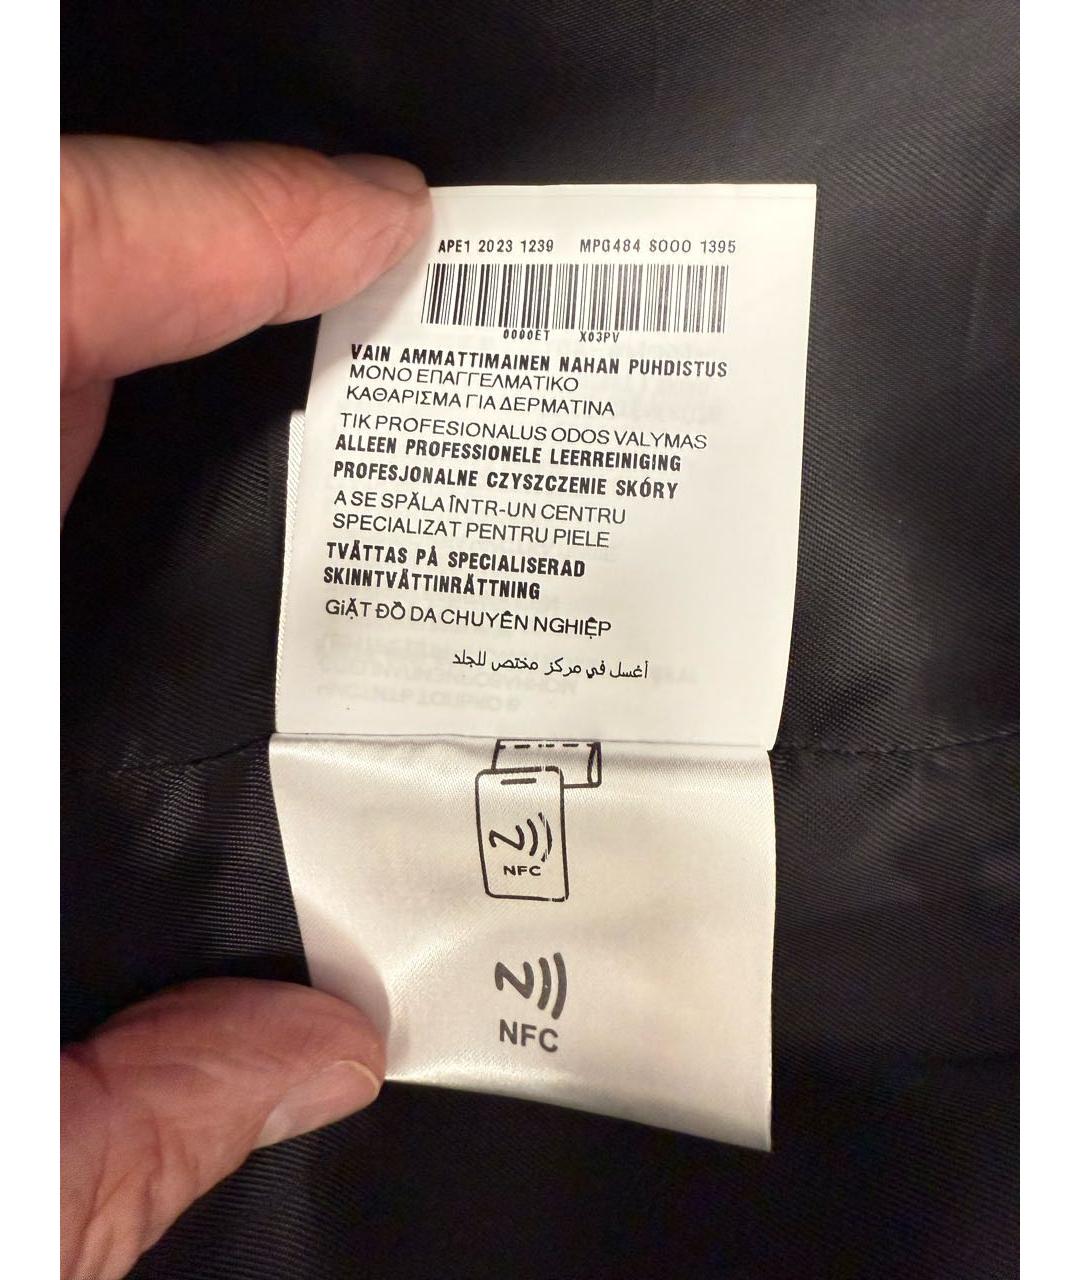 APE1 2023 1239 MPG484 S000 1395
0000ET X03PV
VAIN AMMATTIMAINEN NAHAN PUHDISTUS
ΜΟΝΟ ΕΠΑΓΓΕΛΜΑΤΙΚΟ
ΚΑΘΑΡΙΣΜΑ ΓΙΑ ΔΕΡΜΑΤΙΝΑ
TIK PROFESIONALUS ODOS VALYMAS
ALLEEN PROFESSIONELE LEERREINIGING
PROFESJONALNE CZYSZCZENIE SKÓRY
A SE SPĂLA ÎNTR-UN CENTRU
SPECIALIZAT PENTRU PIELE
TVÄTTAS PÅ SPECIALISERAD
SKINNTVÄTTINRÄTTNING
GiẶT ĐỒ DA CHUYÊN NGHIỆP
أغسل في مركز مختص للجلد
NFC
NFC